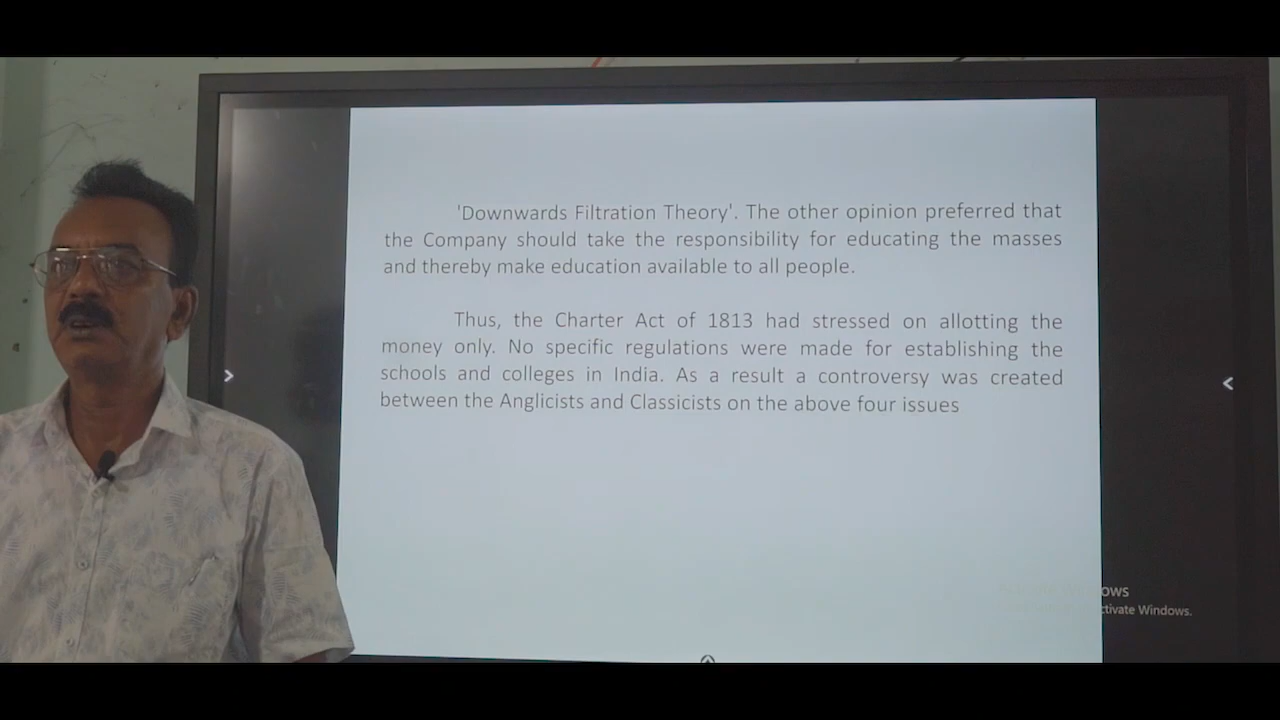 'Downwards Filtration Theory'. The other opinion preferred that
the Company should take the responsibility for educating the masses
and thereby make education available to all people.
Thus, the Charter Act of 1813 had stressed on allotting the
money only. No specific regulations were made for establishing the
schools and colleges in India. As a result a controversy was created
between the Anglicists and Classicists on the above four issues
Windows.